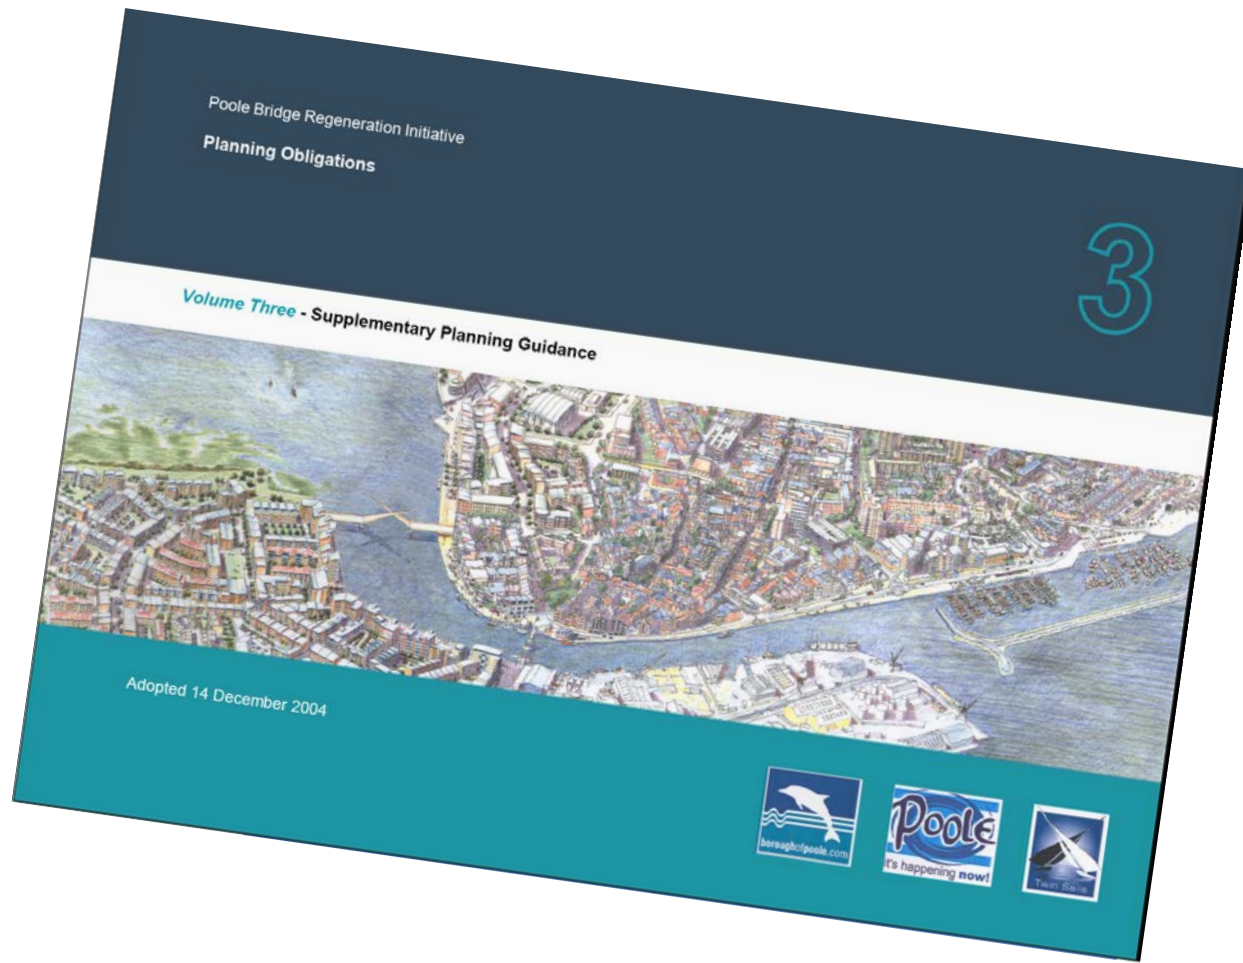 Poole Bridge Regeneration Initiative
Planning Obligations
3
Volume Three - Supplementary Planning Guidance
Adopted 14 December 2004
boroughofpoole.com
Poole
it's happening now!
Twin Sails